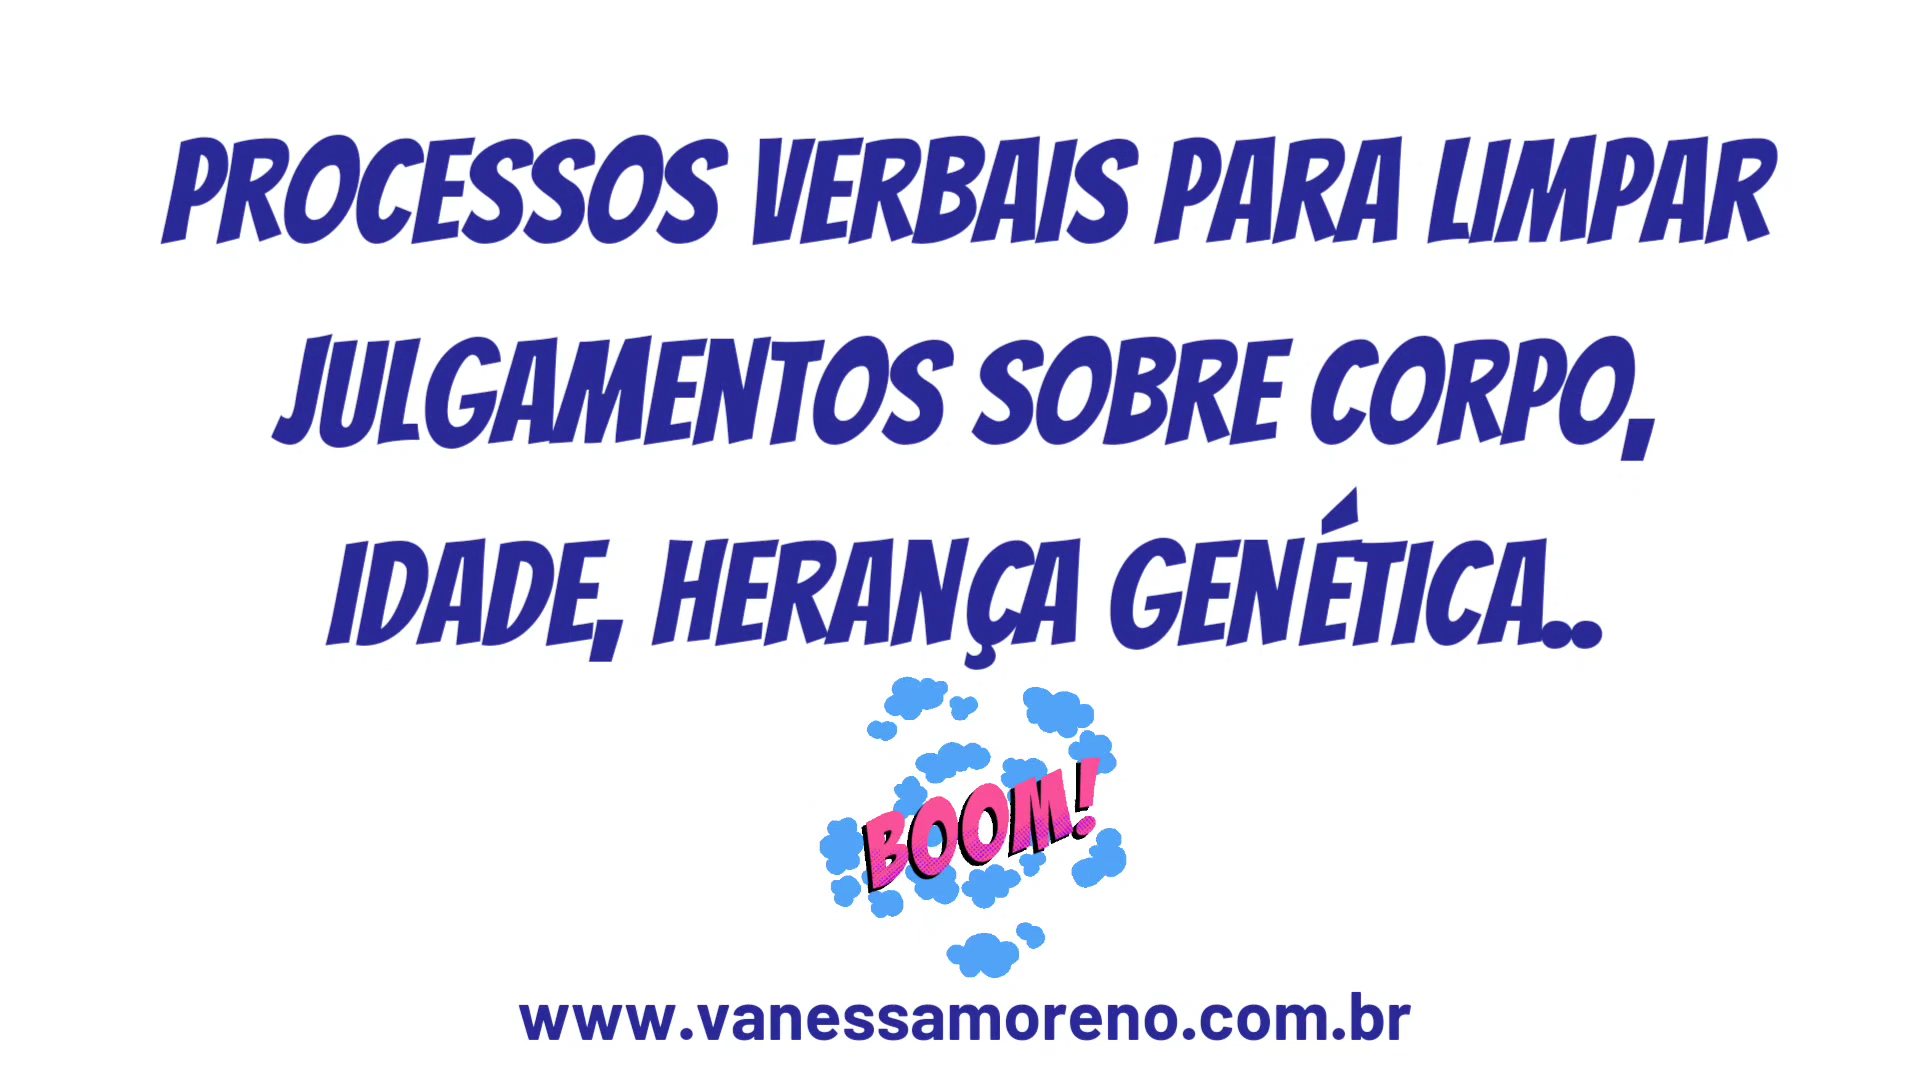 PROCESSOS VERBAIS PARA LIMPAR
JULGAMENTOS SOBRE CORPO,
IDADE, HERANÇA GENÉTICA..
BOOM!
www.vanessamoreno.com.br